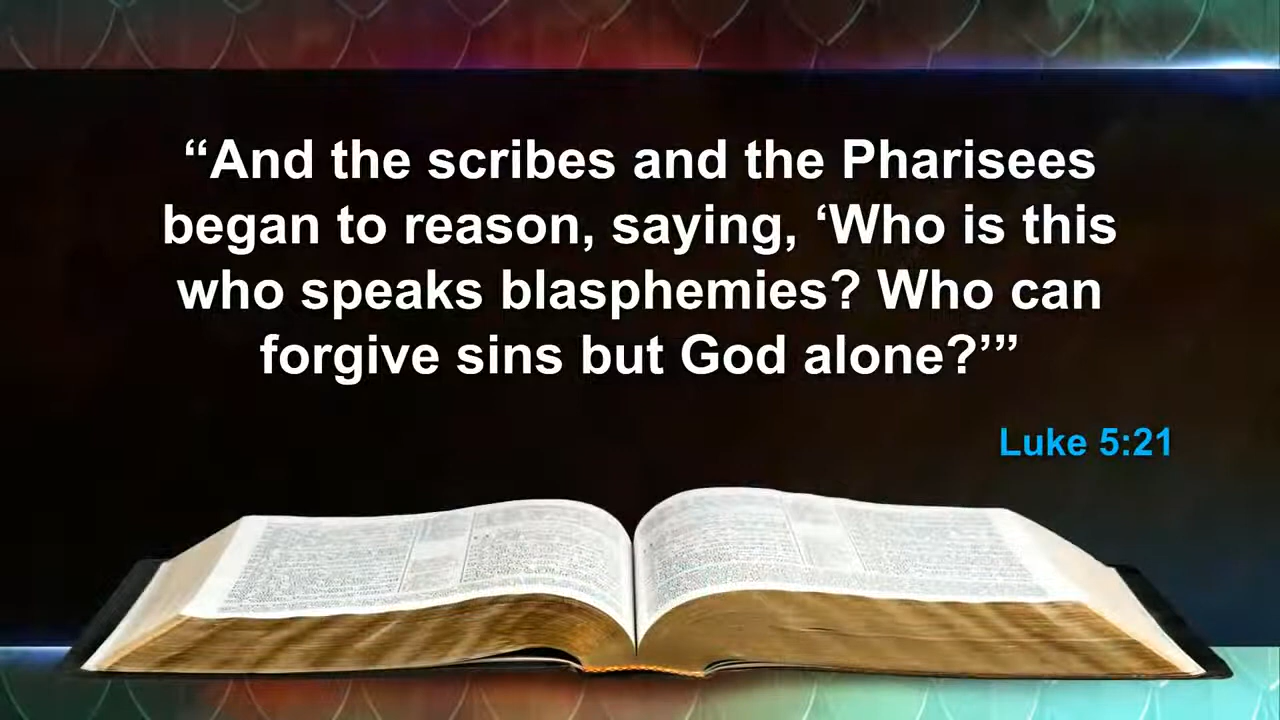 “And the scribes and the Pharisees
began to reason, saying, ‘Who is this
who speaks blasphemies? Who can
forgive sins but God alone?’”
Luke 5:21